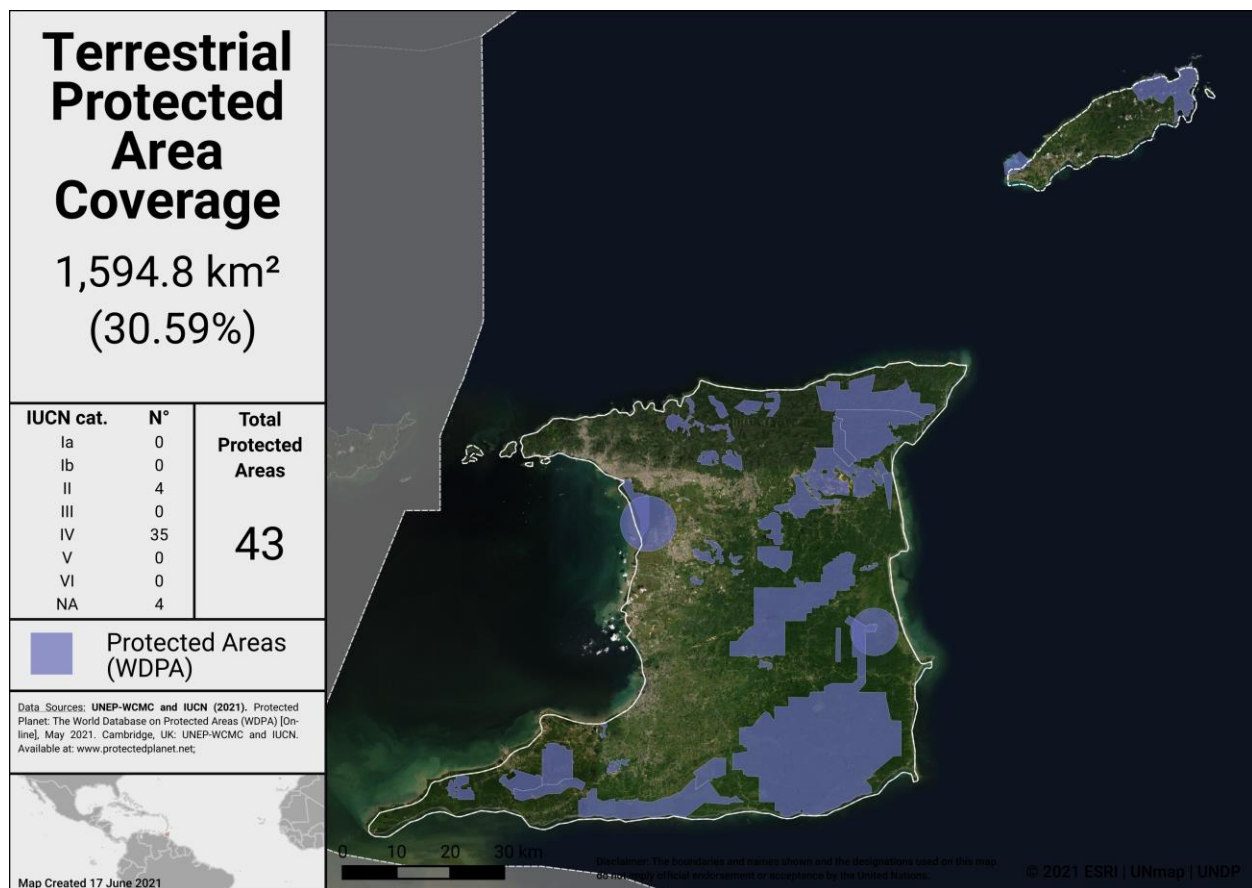 Terrestrial
Protected
Area
Coverage
1,594.8 km²
(30.59%)
IUCN cat. N°
Ia 0
Ib 0
II 4
III 0
IV 35
V 0
VI 0
NA 4
Total
Protected
Areas
43
Protected Areas
(WDPA)
Data Sources: UNEP-WCMC and IUCN (2021). Protected
Planet: The World Database on Protected Areas (WDPA) [On-
line], May 2021. Cambridge, UK: UNEP-WCMC and IUCN.
Available at: www.protectedplanet.net;
Map Created 17 June 2021
0 10 20 30 km
Disclaimer: The boundaries and names shown and the designations used on this map
do not imply official endorsement or acceptance by the United Nations.
© 2021 ESRI | UNmap | UNDP